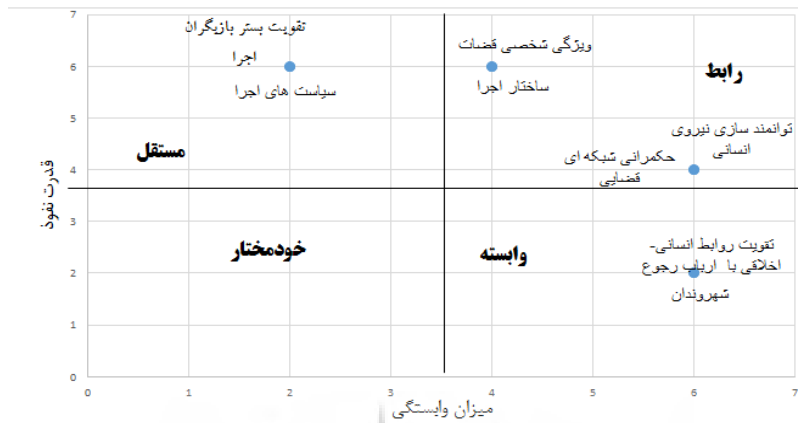 7
تقویت بستر بازیگران
اجرا
سیاست های اجرا
ویژگی شخصی قضات
ساختار اجرا
رابط
6
5
توانمند سازی نیروی
انسانی
حکمرانی شبکه ای
قضایی
مستقل
4
قدرت نفوذ
3
خودمختار
وابسته
تقویت روابط انسانی-
اخلاقی با ارباب رجوع
شهروندان
2
1
0
0 1 2 3 4 5 6 7
میزان وابستگی